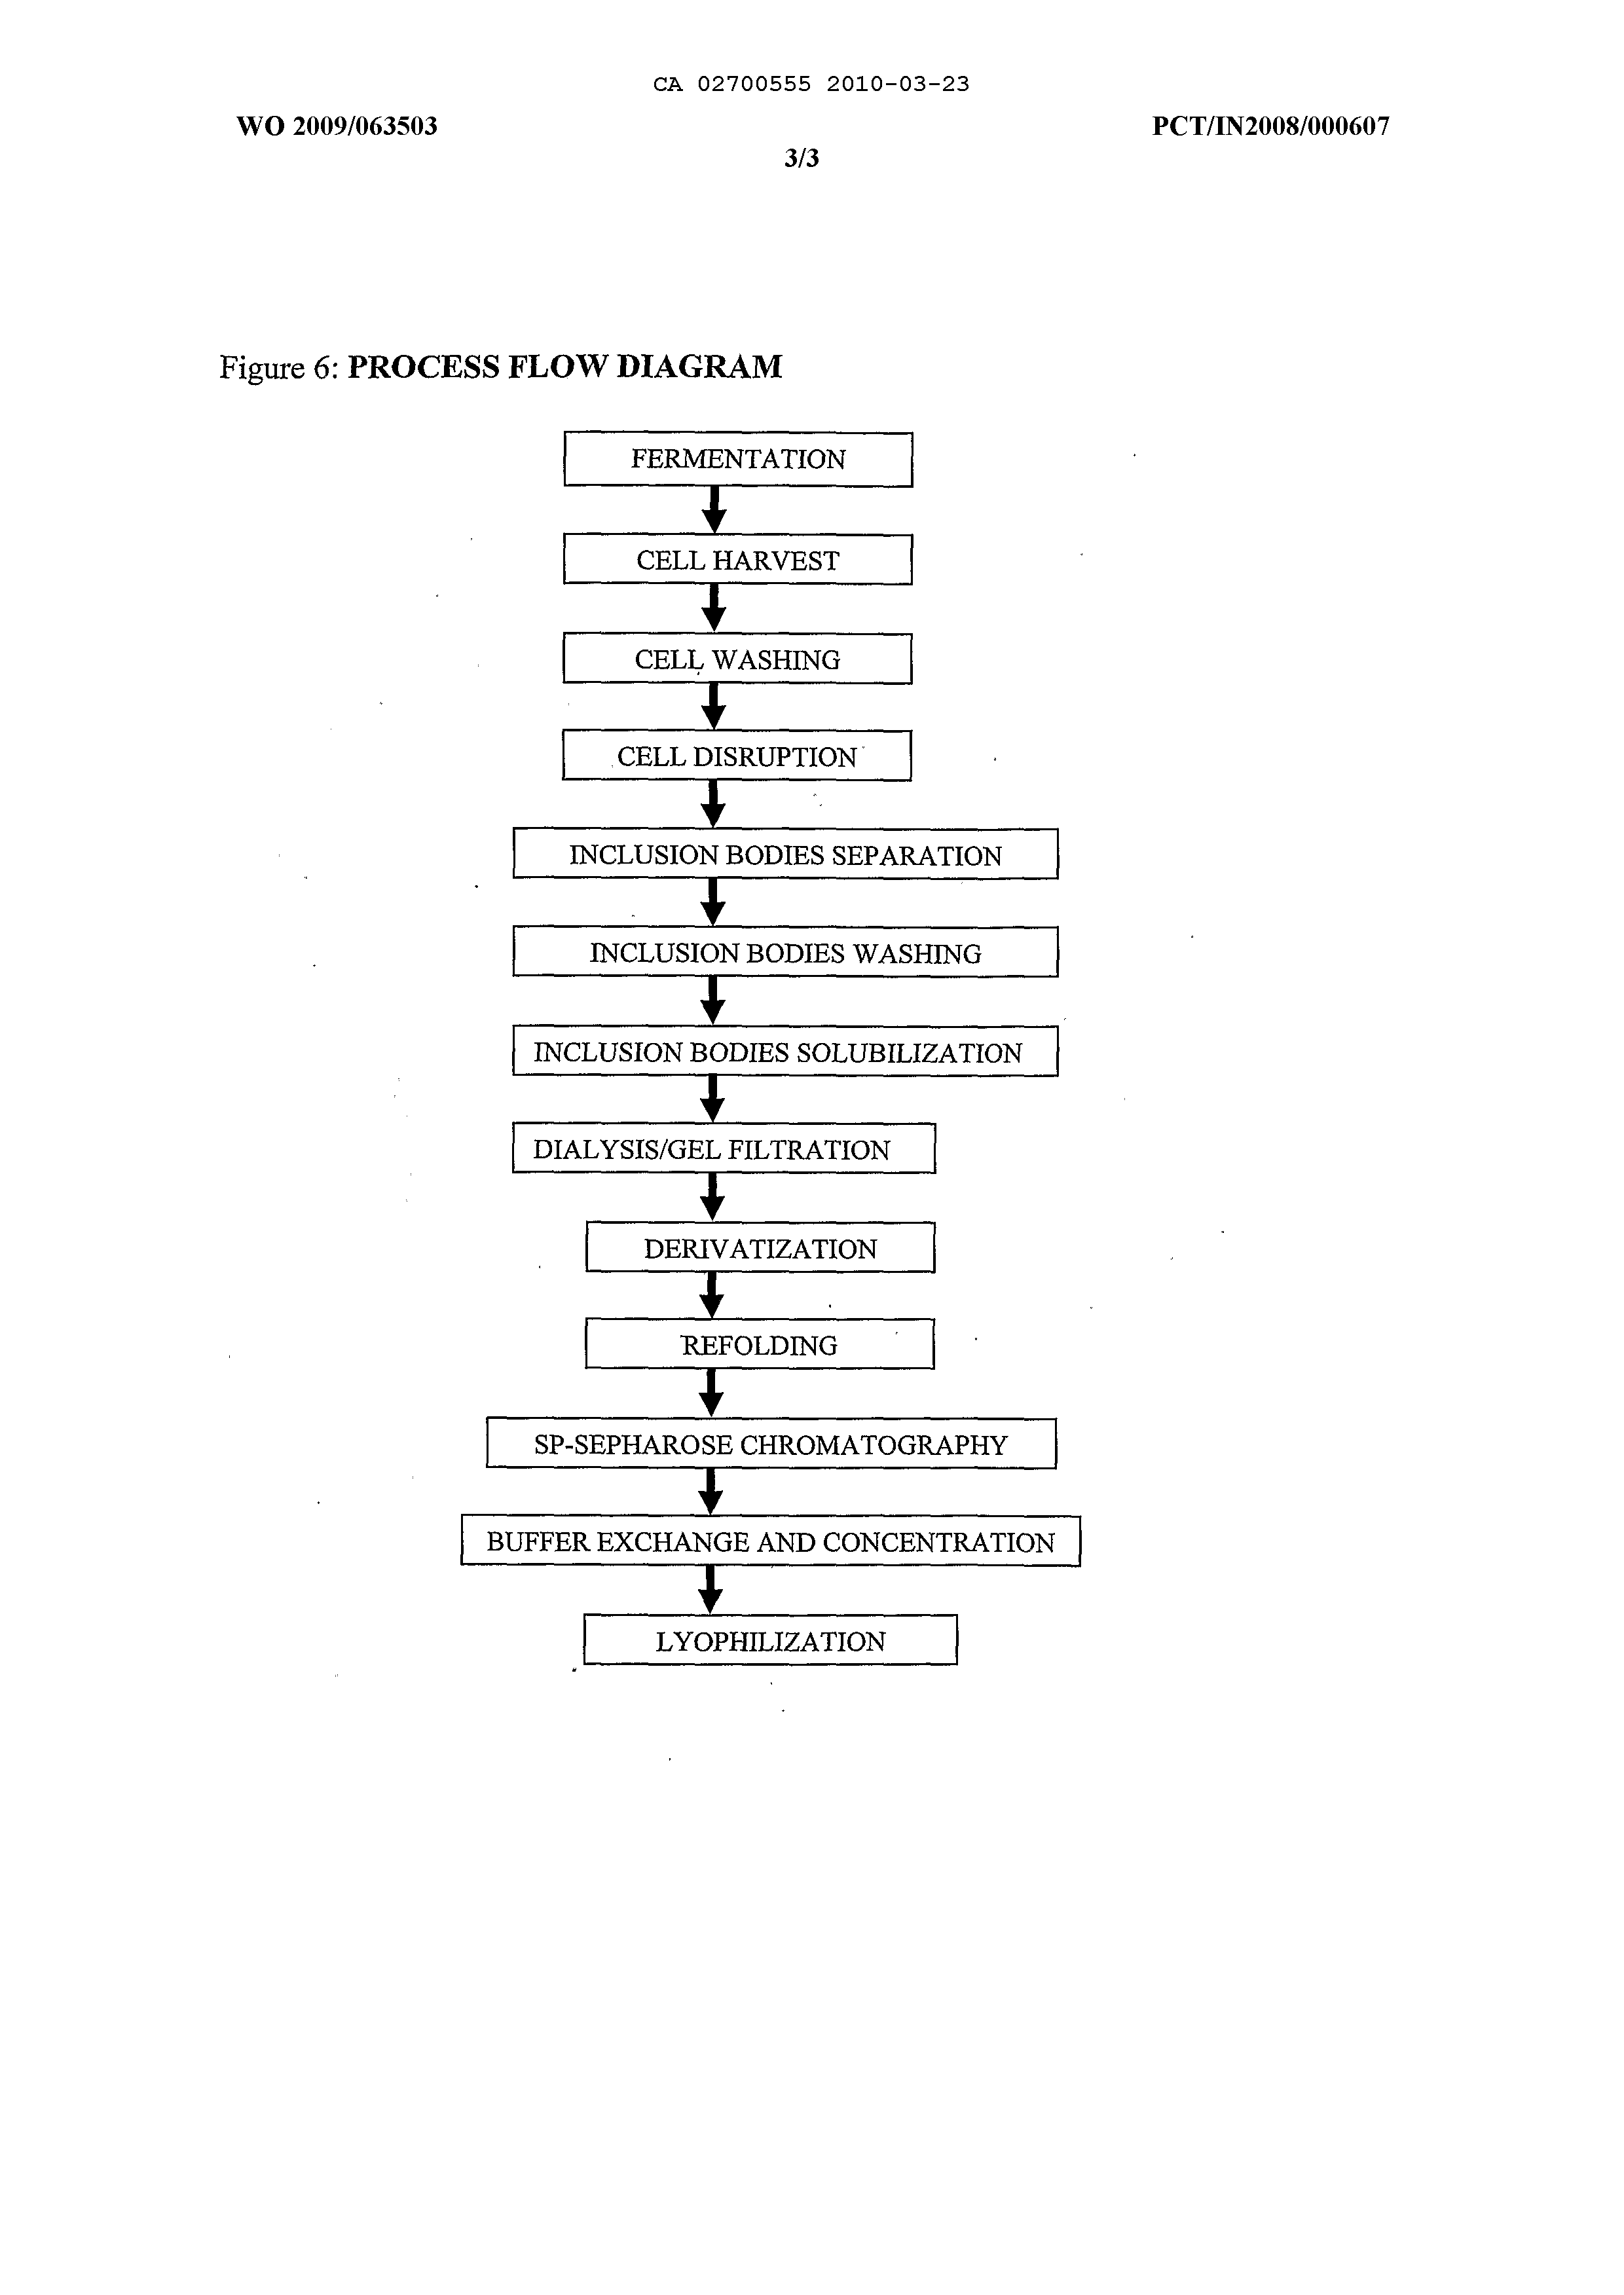 CA 02700555 2010-03-23
WO 2009/063503
PCT/IN2008/000607
3/3
Figure 6: PROCESS FLOW DIAGRAM
FERMENTATION
CELL HARVEST
CELL WASHING
CELL DISRUPTION
INCLUSION BODIES SEPARATION
INCLUSION BODIES WASHING
INCLUSION BODIES SOLUBILIZATION
DIALYSIS/GEL FILTRATION
DERIVATIZATION
REFOLDING
SP-SEPHAROSE CHROMATOGRAPHY
BUFFER EXCHANGE AND CONCENTRATION
LYOPHILIZATION